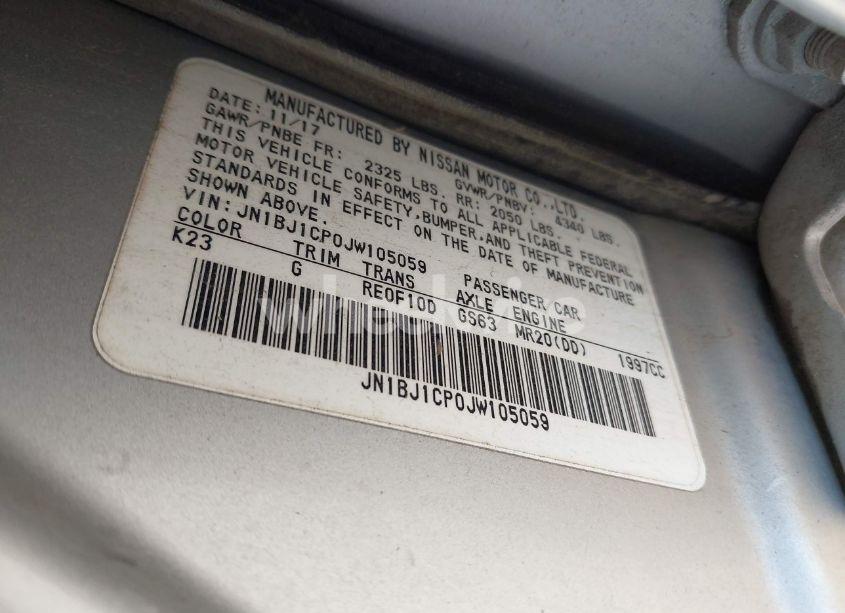 MANUFACTURED BY NISSAN MOTOR CO.,LTD.
DATE: 11/17 GVWR/PNBV: 4340 LBS.
GAWR/PNBE FR: 2325 LBS. RR: 2050 LBS.
THIS VEHICLE CONFORMS TO ALL APPLICABLE FEDERAL
MOTOR VEHICLE SAFETY,BUMPER,AND THEFT PREVENTION
STANDARDS IN EFFECT ON THE DATE OF MANUFACTURE
SHOWN ABOVE.
VIN: JN1BJ1CP0JW105059 PASSENGER CAR
COLOR TRIM TRANS AXLE ENGINE
K23 G RE0F10D GS63 MR20(DD) 1997CC
JN1BJ1CP0JW105059